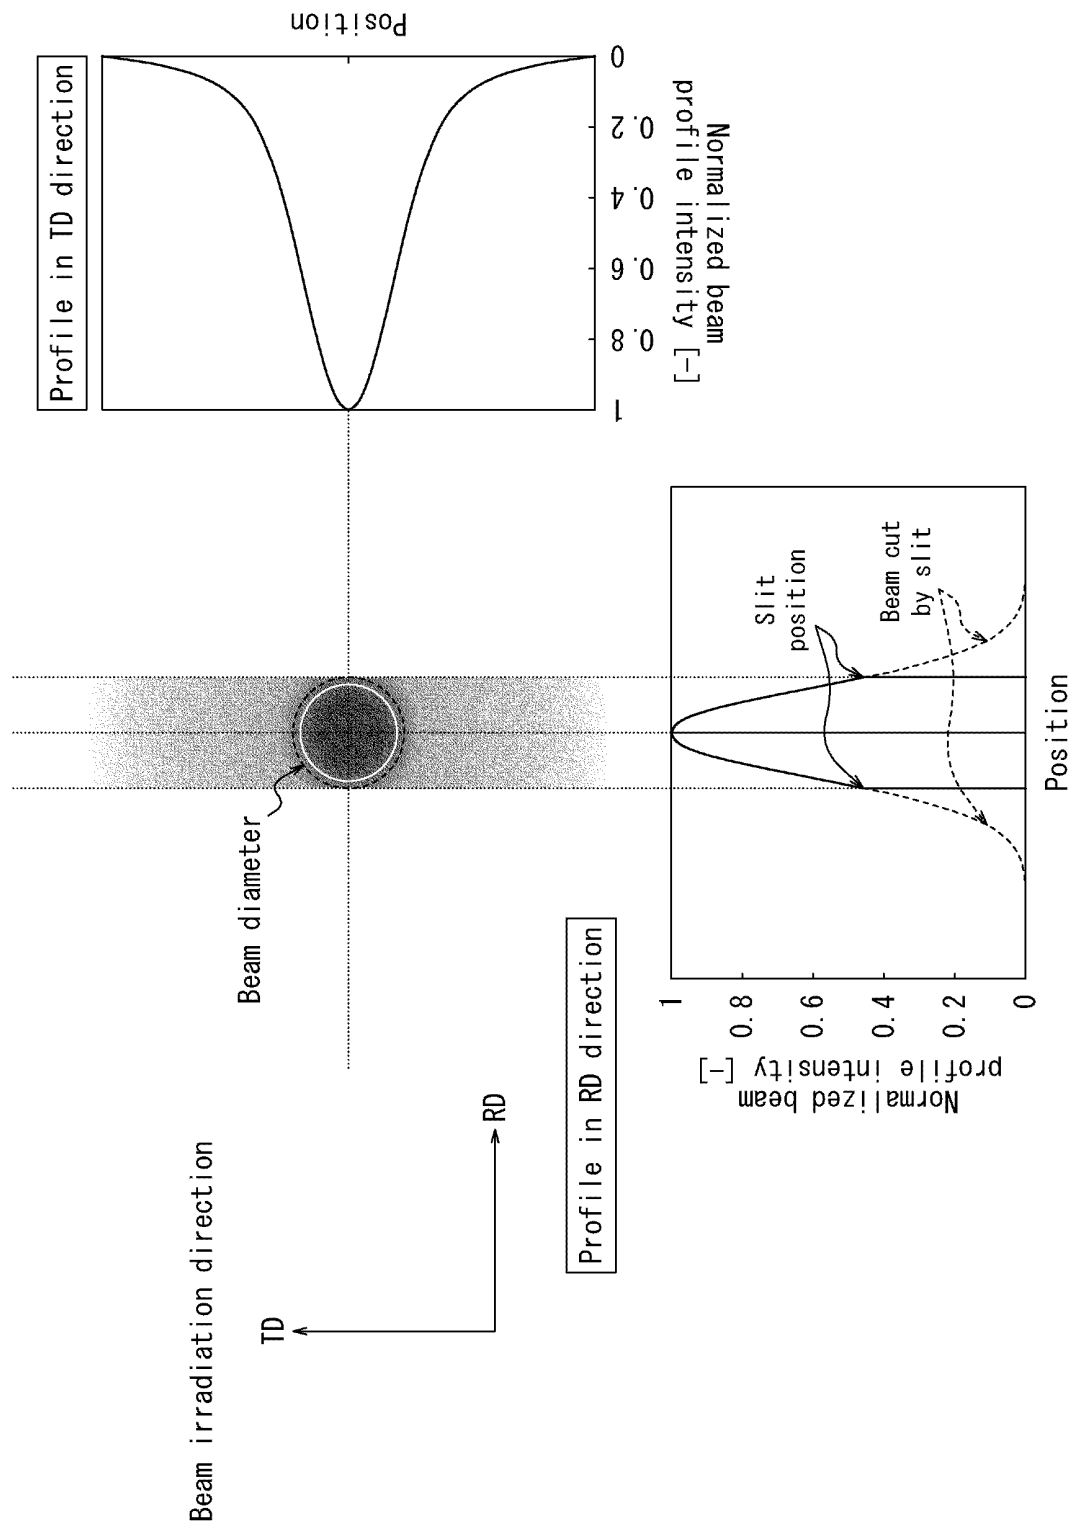 Beam irradiation direction
TD
RD
Beam diameter
Profile in TD direction
Position
0
0.2
0.4
0.6
0.8
1
Normalized beam
profile intensity [-]
Profile in RD direction
Normalized beam
profile intensity [-]
1
0.8
0.6
0.4
0.2
0
Slit
position
Beam cut
by slit
Position